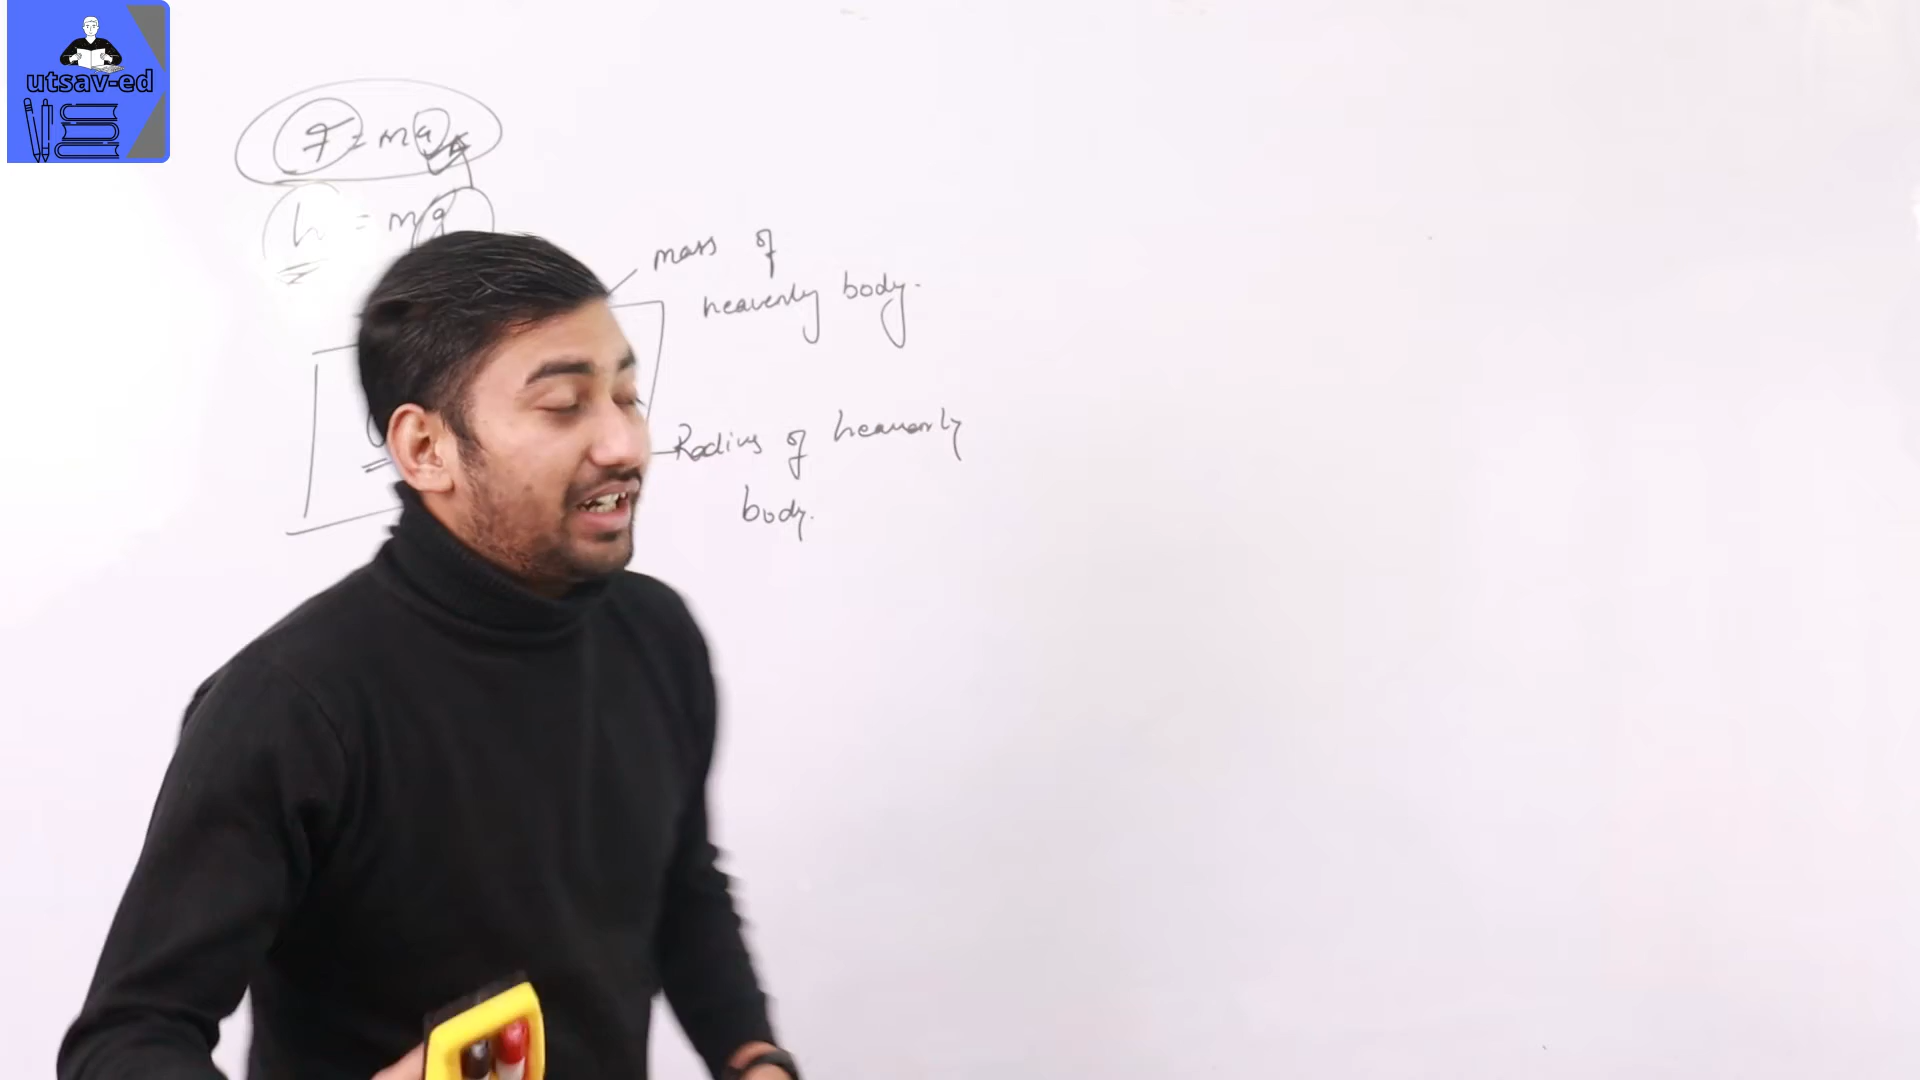 utsav-ed
F = ma
= mg
mass of
heavenly body.
Radius of heavenly
body.